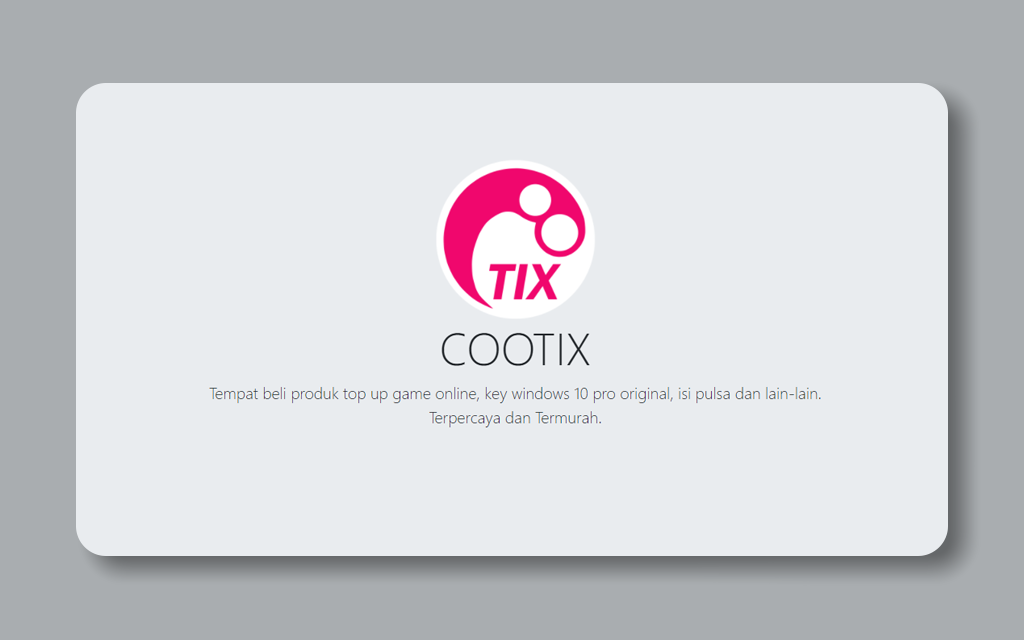 TIX
COOTIX
Tempat beli produk top up game online, key windows 10 pro original, isi pulsa dan lain-lain.
Terpercaya dan Termurah.